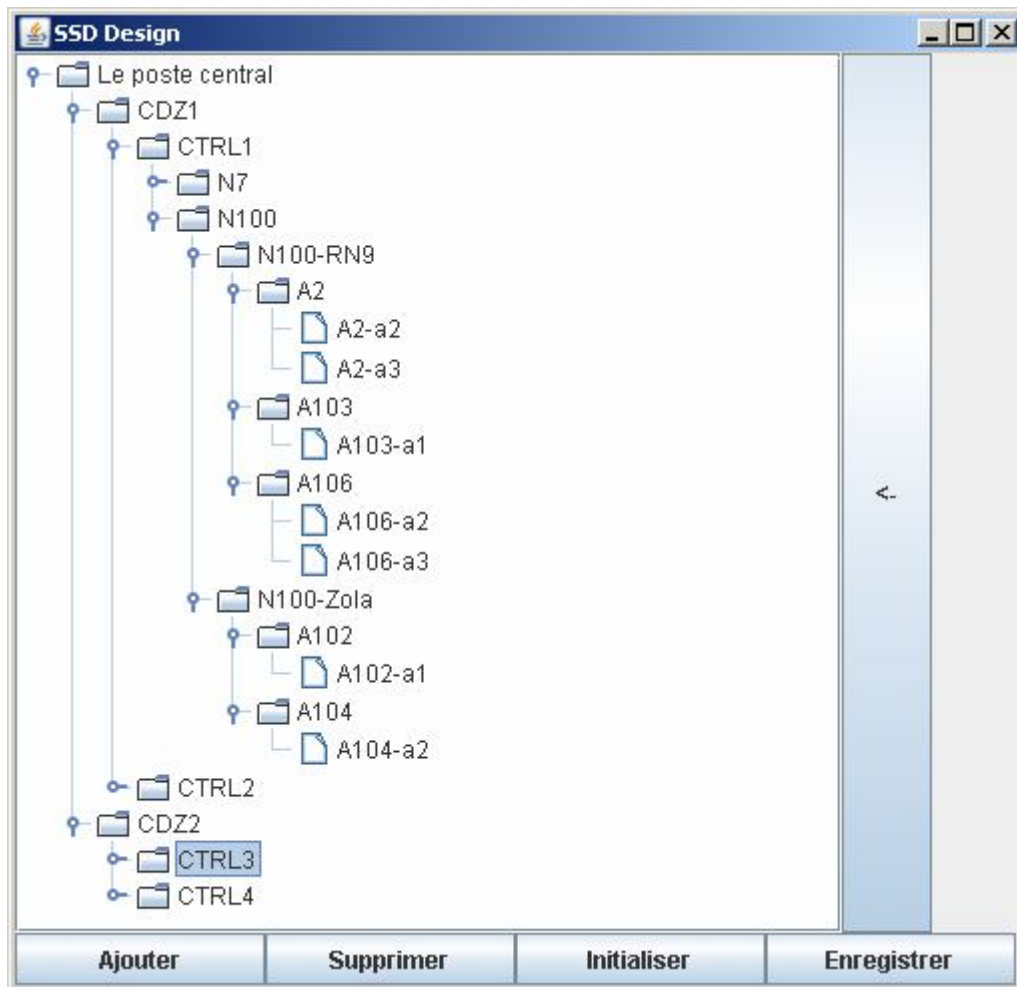 SSD Design
Le poste central
CDZ1
CTRL1
N7
N100
N100-RN9
A2
A2-a2
A2-a3
A103
A103-a1
A106
A106-a2
A106-a3
<-
N100-Zola
A102
A102-a1
A104
A104-a2
CTRL2
CDZ2
CTRL3
CTRL4
Ajouter Supprimer Initialiser Enregistrer